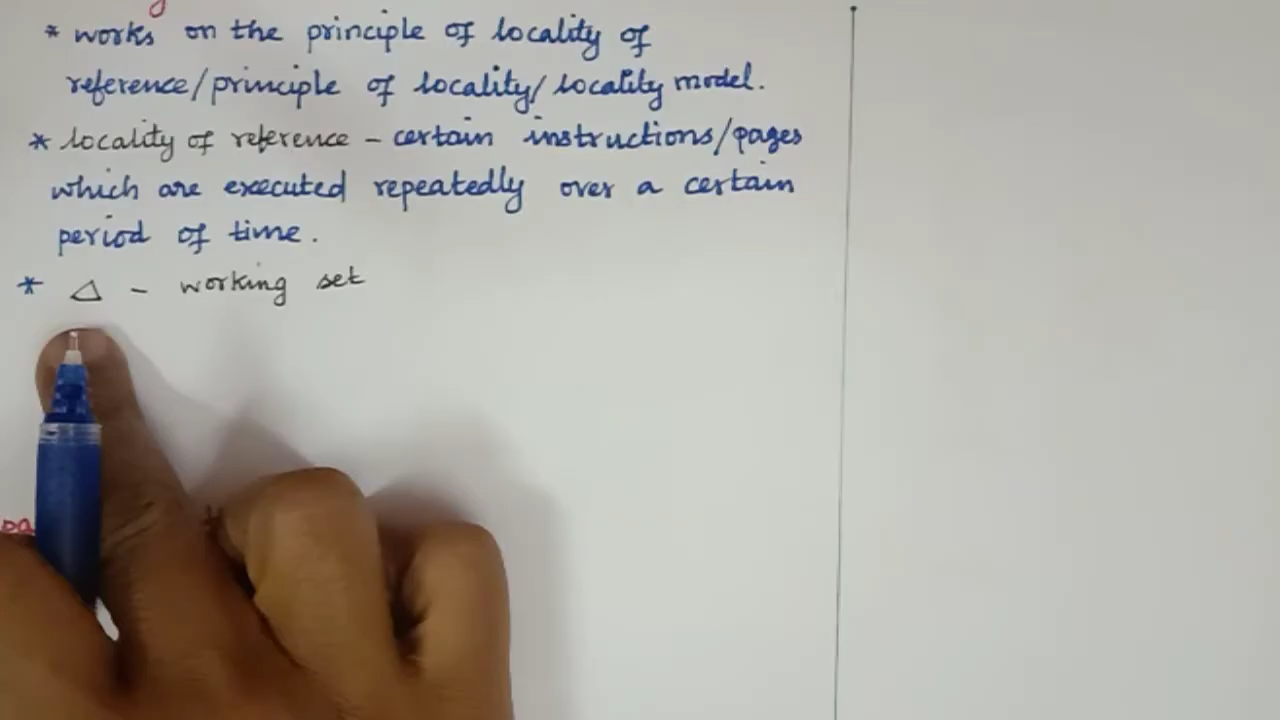 * works on the principle of locality of
reference/principle of locality/locality model.
* locality of reference - certain instructions/pages
which are executed repeatedly over a certain
period of time.
* Δ - working set